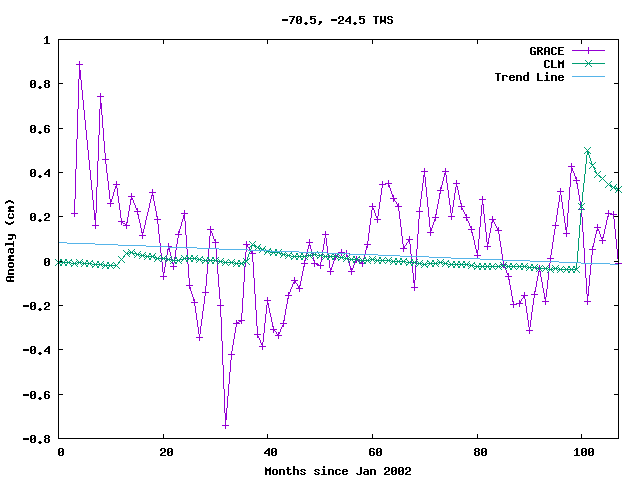 -70.5, -24.5 TWS
GRACE
CLM
Trend Line
Anomaly (cm)
1
0.8
0.6
0.4
0.2
0
-0.2
-0.4
-0.6
-0.8
0 20 40 60 80 100
Months since Jan 2002